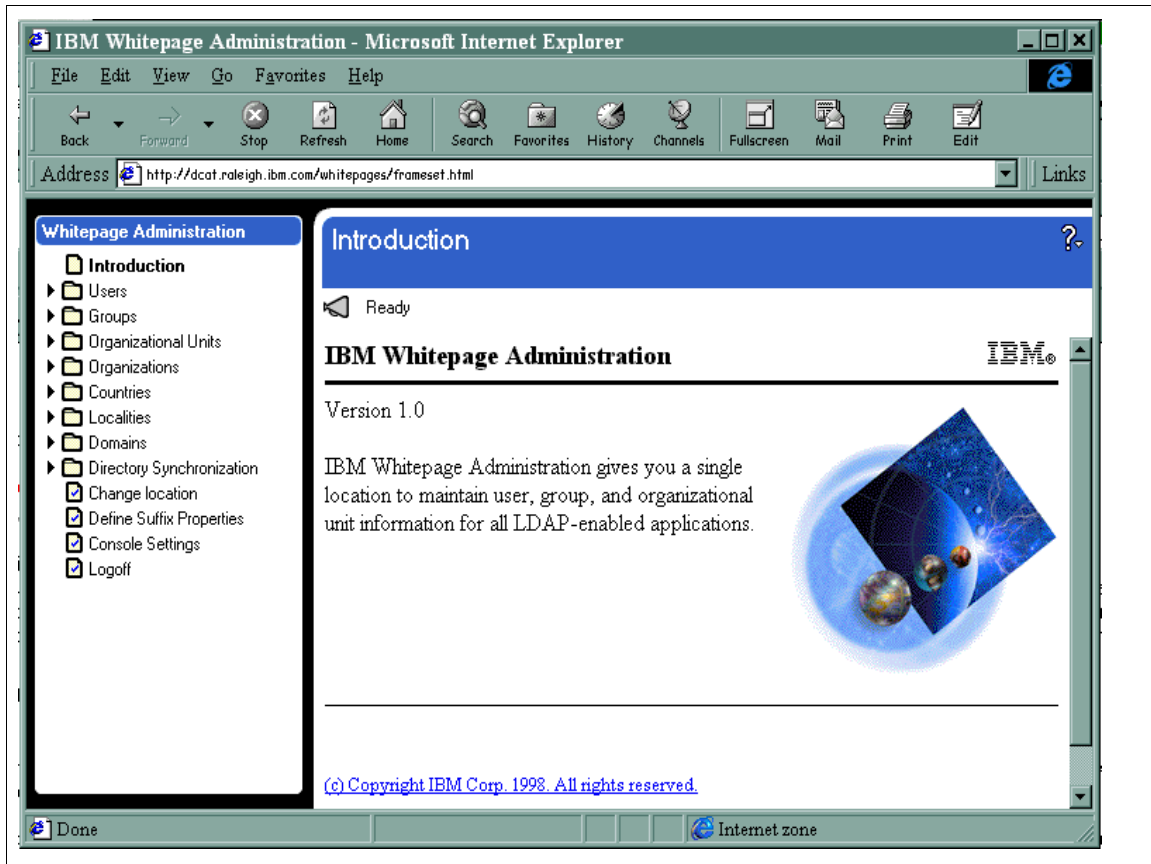 IBM Whitepage Administration - Microsoft Internet Explorer
File Edit View Go Favorites Help
Back Forward Stop Refresh Home Search Favorites History Channels Fullscreen Mail Print Edit
Address http://dcat.raleigh.ibm.com/whitepages/frameset.html Links
Whitepage Administration
Introduction
Users
Groups
Organizational Units
Organizations
Countries
Localities
Domains
Directory Synchronization
Change location
Define Suffix Properties
Console Settings
Logoff
Introduction ?
Ready
IBM Whitepage Administration IBM®
Version 1.0
IBM Whitepage Administration gives you a single
location to maintain user, group, and organizational
unit information for all LDAP-enabled applications.
(c) Copyright IBM Corp. 1998. All rights reserved.
Done Internet zone